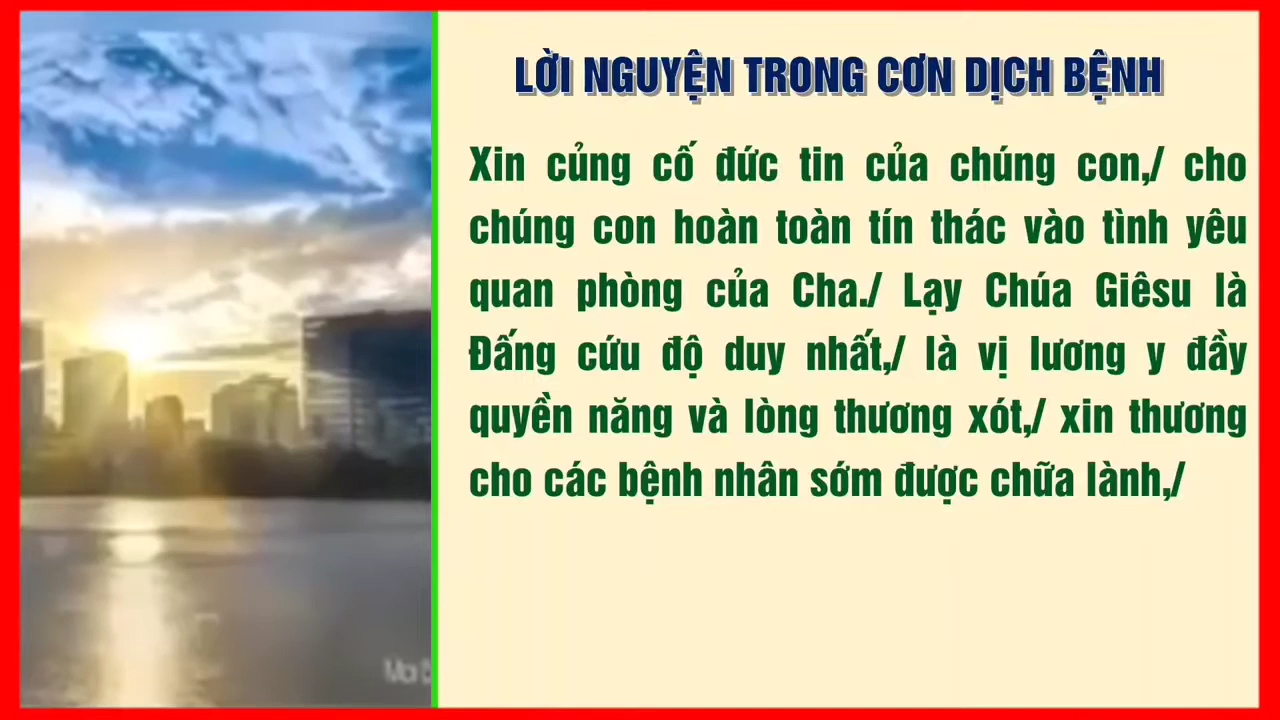 LỜI NGUYỆN TRONG CƠN DỊCH BỆNH
Xin củng cố đức tin của chúng con,/ cho
chúng con hoàn toàn tín thác vào tình yêu
quan phòng của Cha./ Lạy Chúa Giêsu là
Đấng cứu độ duy nhất,/ là vị lương y đầy
quyền năng và lòng thương xót,/ xin thương
cho các bệnh nhân sớm được chữa lành,/